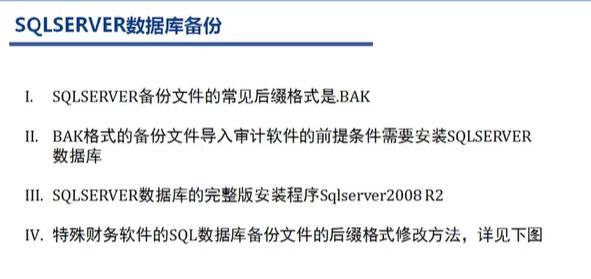 SQLSERVER数据库备份
I. SQLSERVER备份文件的常见后缀格式是.BAK
II. BAK格式的备份文件导入审计软件的前提条件需要安装SQLSERVER
数据库
III. SQLSERVER数据库的完整版安装程序Sqlserver2008 R2
IV. 特殊财务软件的SQL数据库备份文件的后缀格式修改方法，详见下图